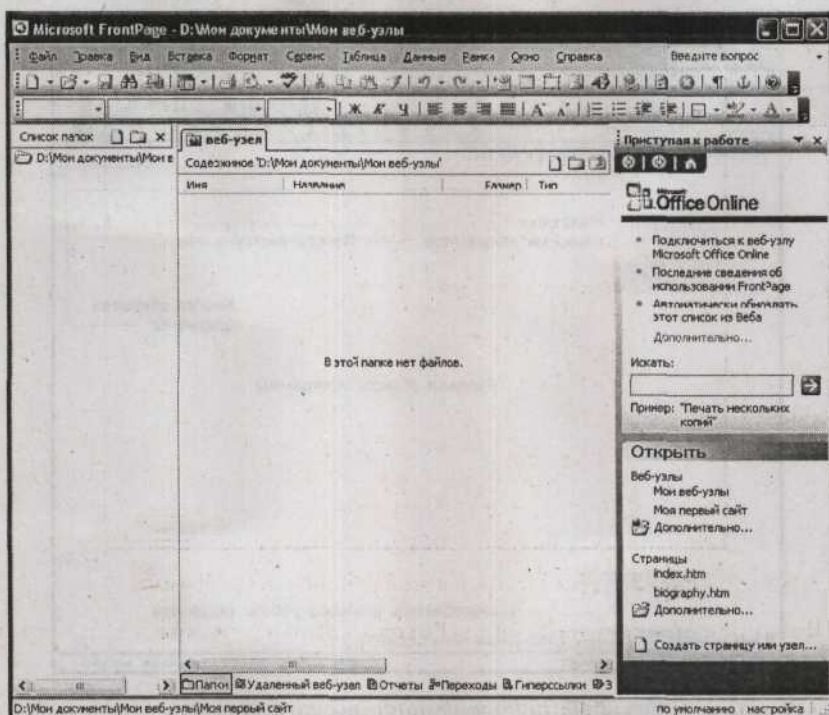 Microsoft FrontPage - D:\Мои документы\Мои веб-узлы
Файл Правка Вид Вставка Формат Сервис Таблица Данные Рамки Окно Справка Введите вопрос
Ж К Ч
Список папок
D:\Мои документы\Мои в
веб-узел
Содержимое 'D:\Мои документы\Мои веб-узлы'
Имя Название Размер Тип
В этой папке нет файлов.
Папки Удаленный веб-узел Отчеты Переходы Гиперссылки З
D:\Мои документы\Мои веб-узлы\Моя первый сайт
по умолчанию настройка
Приступая к работе
Microsoft
Office Online
Подключиться к веб-узлу
Microsoft Office Online
Последние сведения об
использовании FrontPage
Автоматически обновлять
этот список из Веба
Дополнительно...
Искать:
Пример: "Печать нескольких
копий"
Открыть
Веб-узлы
Мои веб-узлы
Моя первый сайт
Дополнительно...
Страницы
index.htm
biography.htm
Дополнительно...
Создать страницу или узел...